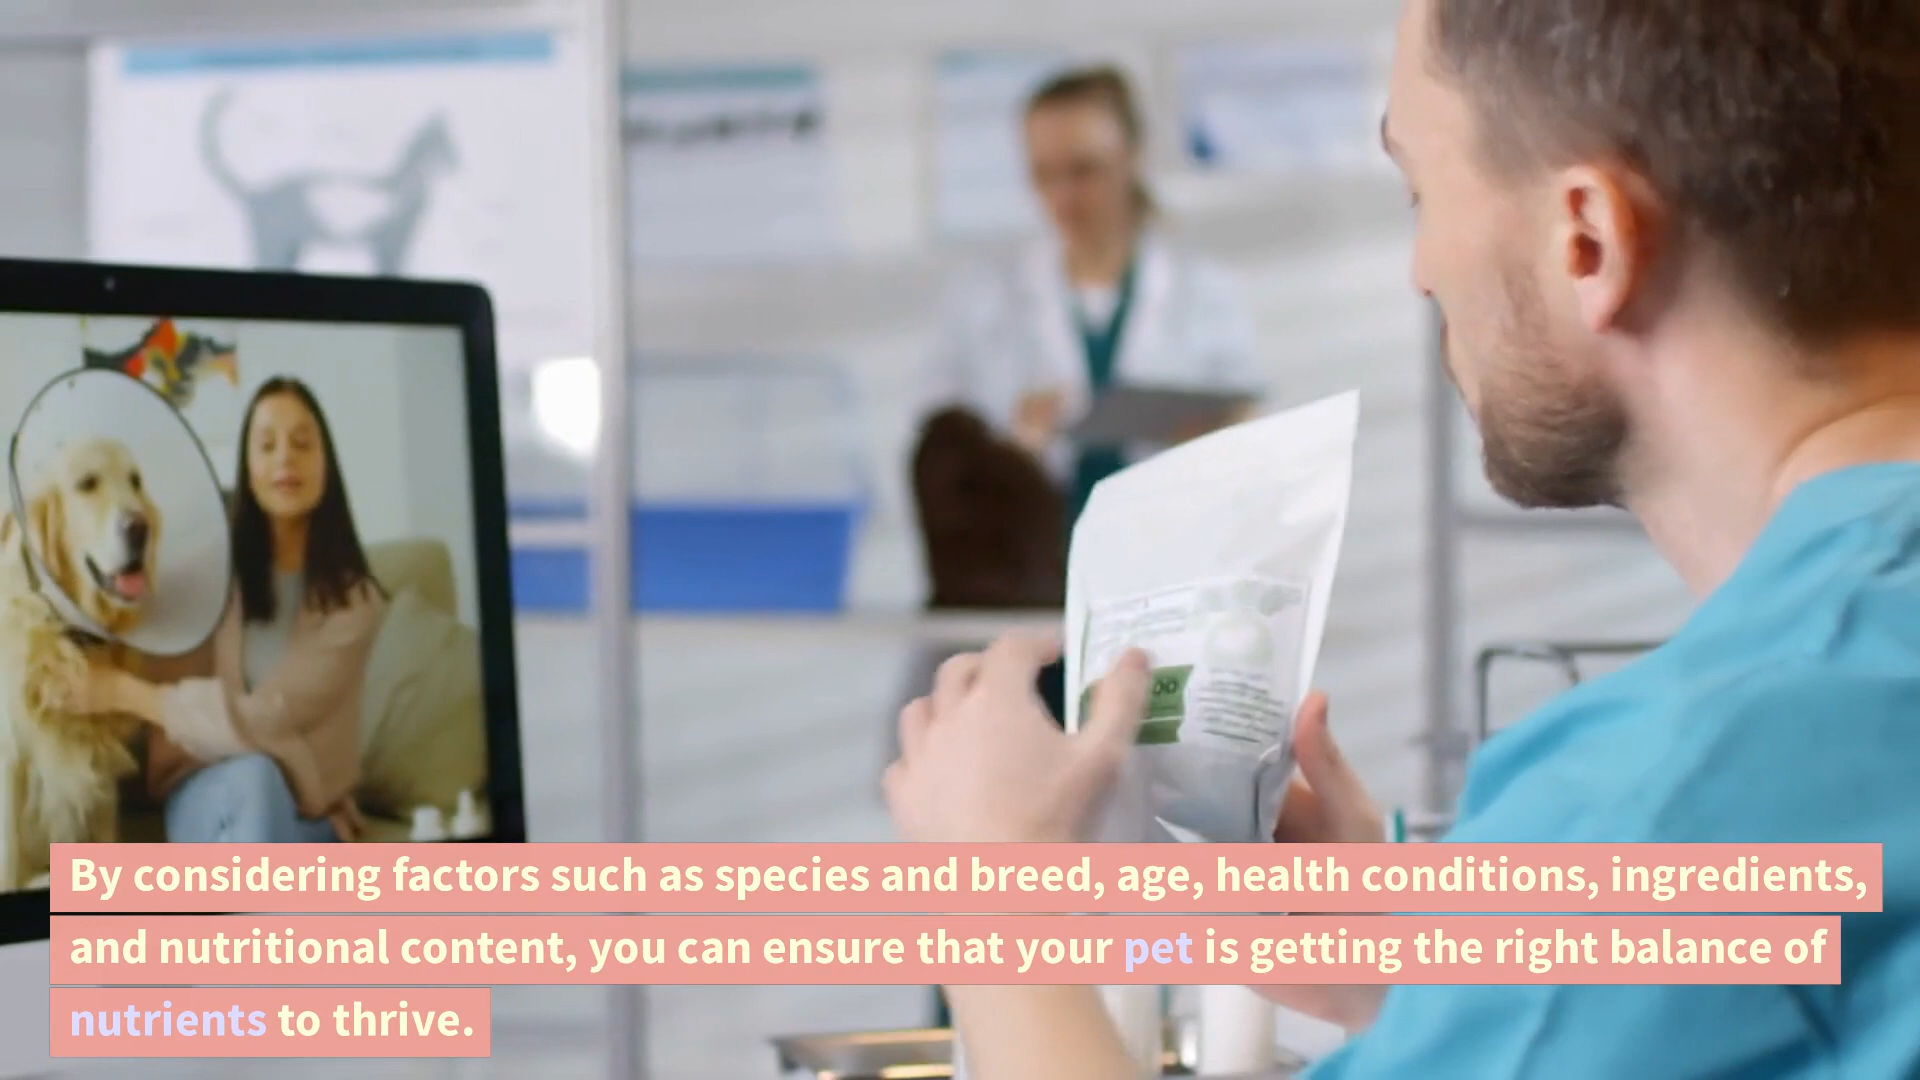 By considering factors such as species and breed, age, health conditions, ingredients,
and nutritional content, you can ensure that your pet is getting the right balance of
nutrients to thrive.